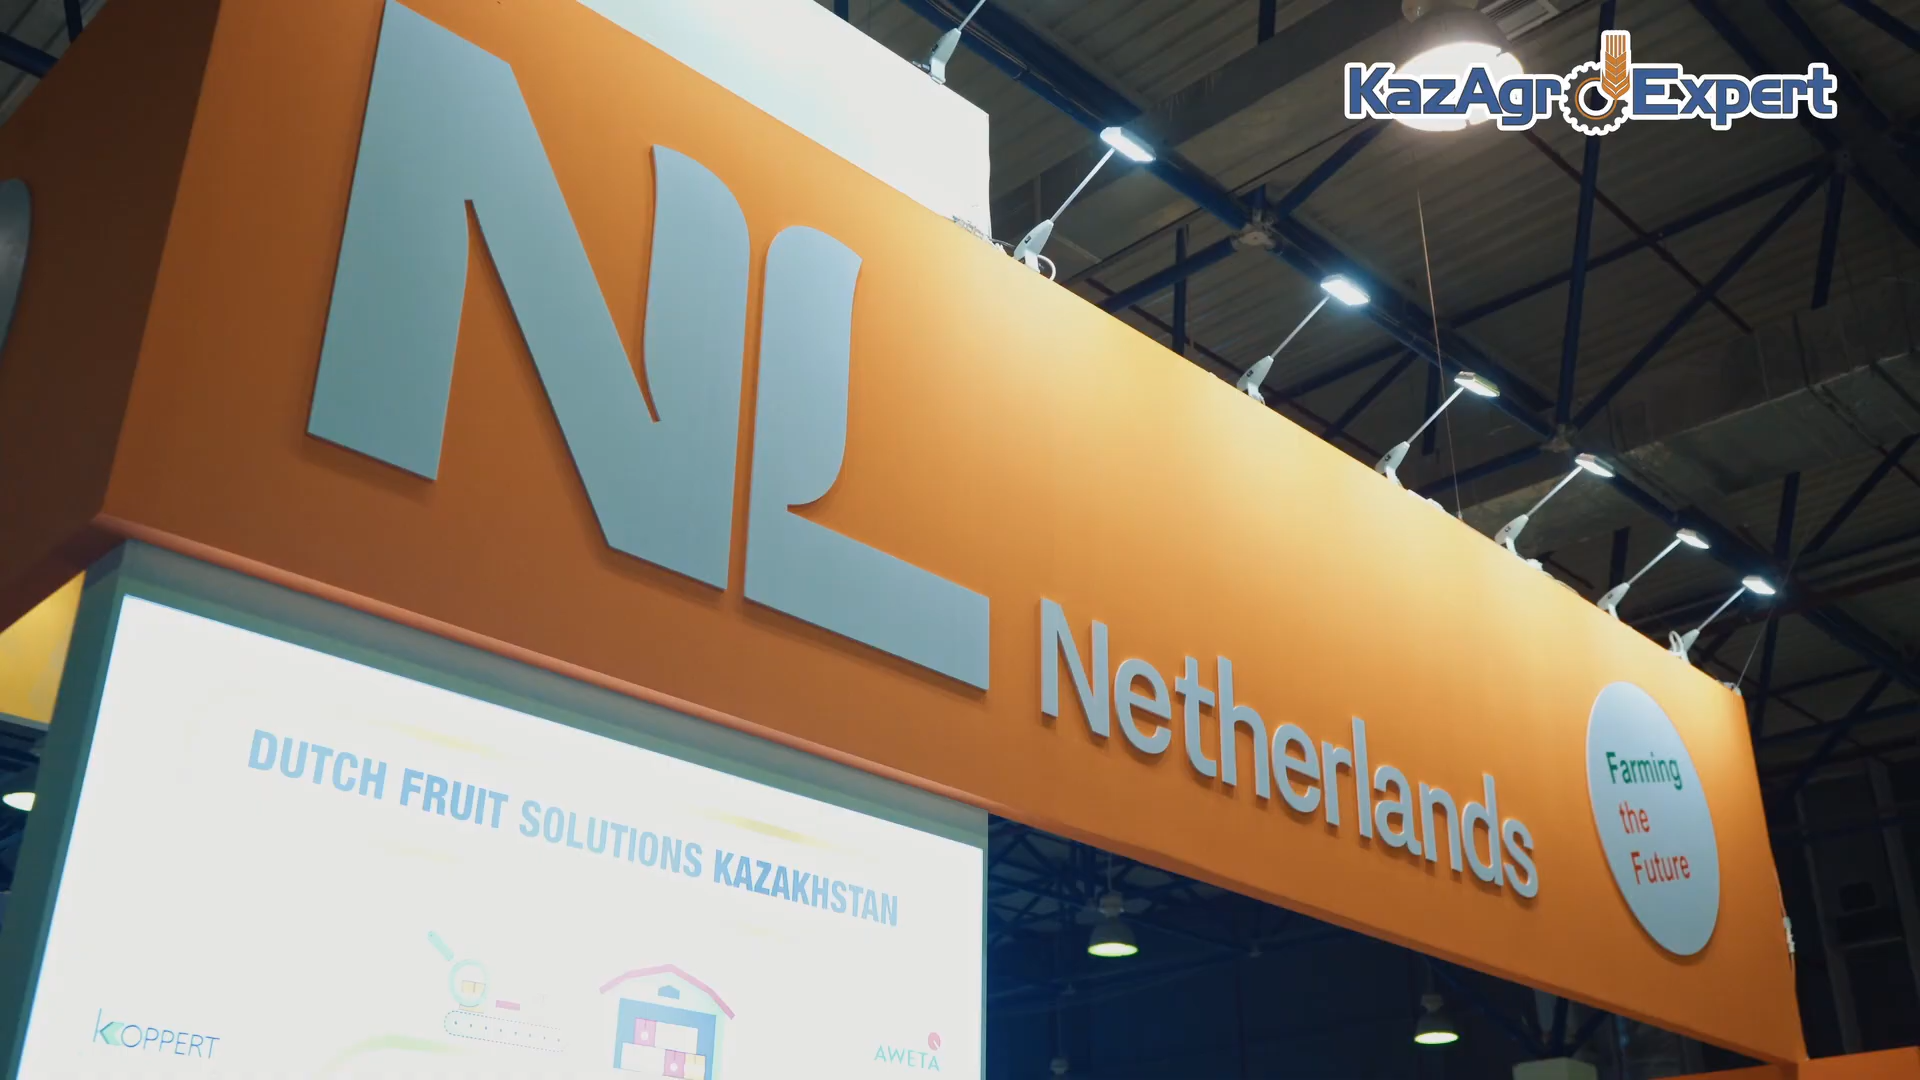 KazAgroExpert
NL
Netherlands
Farming
the
Future
DUTCH FRUIT SOLUTIONS KAZAKHSTAN
KOPPERT
AWETA